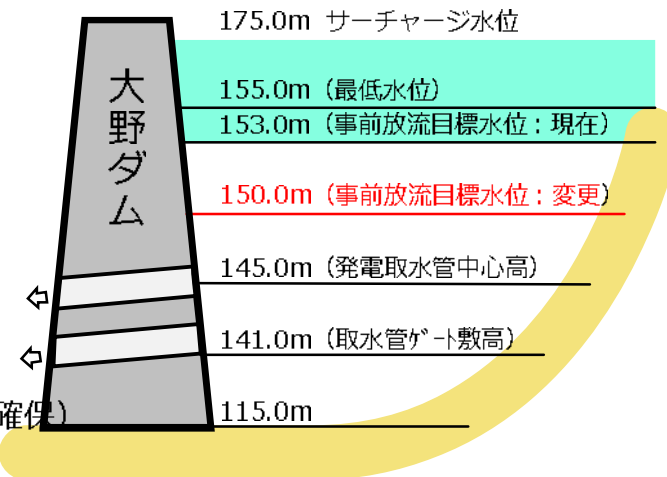 175.0m サーチャージ水位
大野ダム
155.0m（最低水位）
153.0m（事前放流目標水位：現在）
150.0m（事前放流目標水位：変更）
145.0m（発電取水管中心高）
141.0m（取水管ｹﾞｰﾄ敷高）
確保）
115.0m